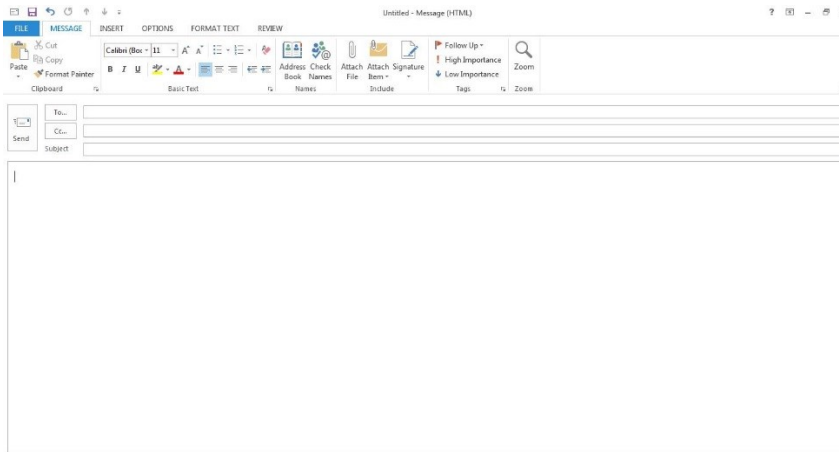 Untitled - Message (HTML)
?
FILE MESSAGE INSERT OPTIONS FORMAT TEXT REVIEW
Paste
Cut
Copy
Format Painter
Clipboard
Calibri (Boc 11 A A
B I U A
Basic Text
Address Book
Check Names
Names
Attach File
Attach Item
Signature
Include
Follow Up
High Importance
Low Importance
Tags
Zoom
Zoom
Send
To...
Cc...
Subject